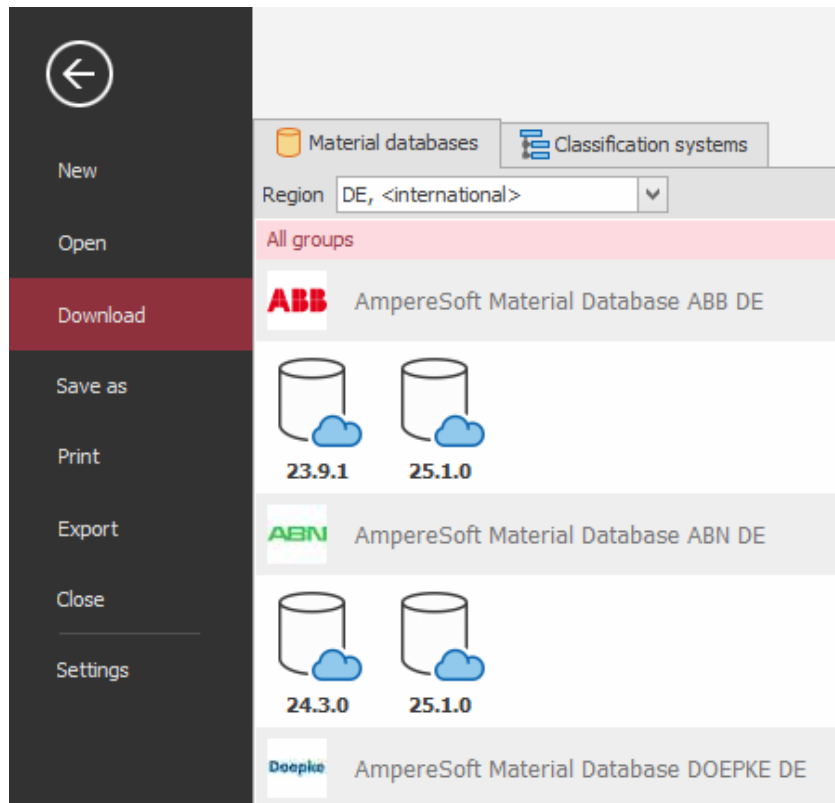 New
Open
Download
Save as
Print
Export
Close
Settings
Material databases
Classification systems
Region DE, <international>
All groups
ABB AmpereSoft Material Database ABB DE
23.9.1 25.1.0
ABN AmpereSoft Material Database ABN DE
24.3.0 25.1.0
Doepke AmpereSoft Material Database DOEPKE DE